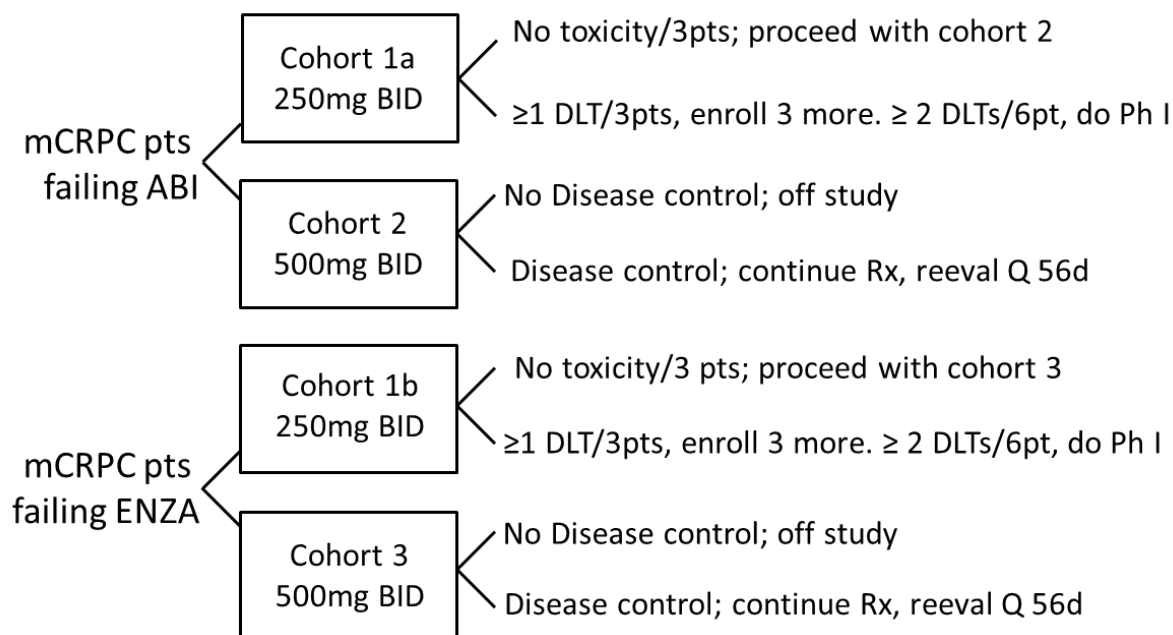 mCRPC pts
failing ABI
Cohort 1a
250mg BID
No toxicity/3pts; proceed with cohort 2
≥1 DLT/3pts, enroll 3 more. ≥ 2 DLTs/6pt, do Ph I
Cohort 2
500mg BID
No Disease control; off study
Disease control; continue Rx, reeval Q 56d
mCRPC pts
failing ENZA
Cohort 1b
250mg BID
No toxicity/3 pts; proceed with cohort 3
≥1 DLT/3pts, enroll 3 more. ≥ 2 DLTs/6pt, do Ph I
Cohort 3
500mg BID
No Disease control; off study
Disease control; continue Rx, reeval Q 56d